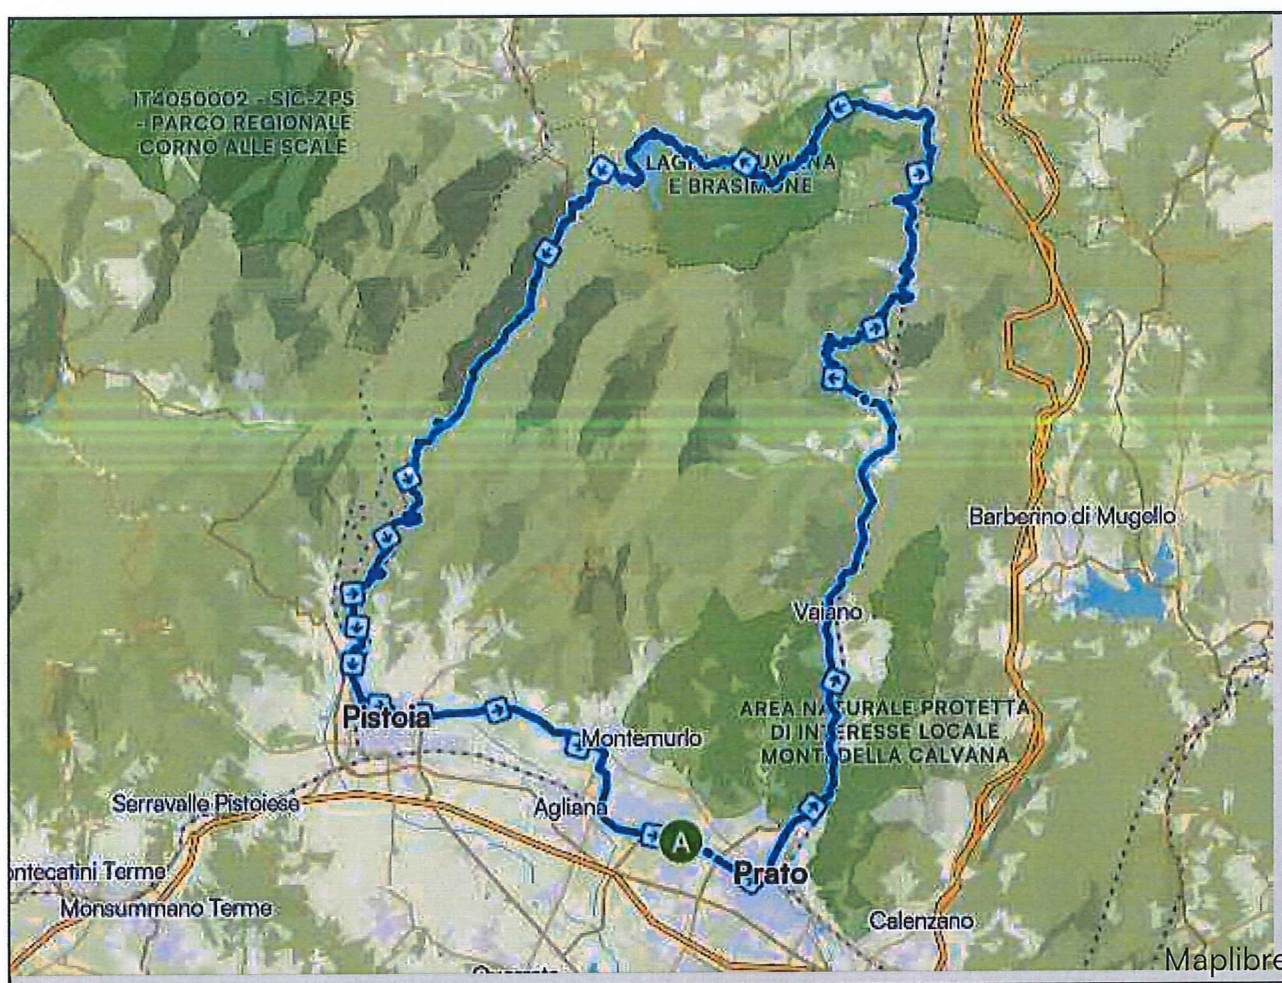 IT4050002 - SIC-ZPS
- PARCO REGIONALE
CORNO ALLE SCALE
E BRASIMONE
Barberino di Mugello
Vaiano
AREA NATURALE PROTETTA
DI INTERESSE LOCALE
DELLA CALVANA
Pistoia
Montemurlo
Serravalle Pistoiese
Agliana
A
Prato
ontecatini Terme
Monsummano Terme
Calenzano
Maplibre